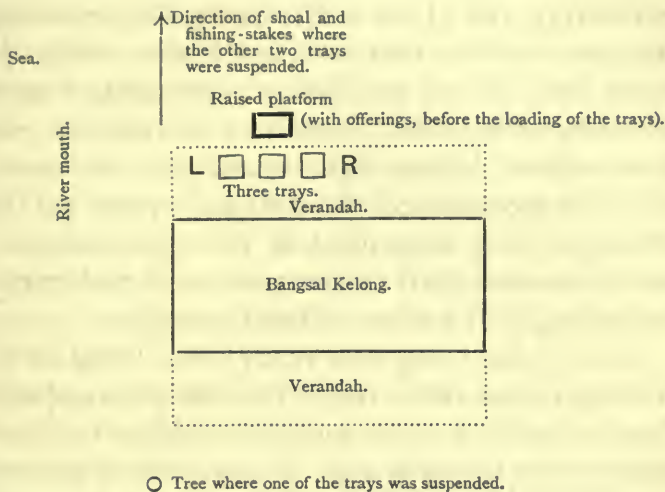 Direction of shoal and
fishing-stakes where
the other two trays
were suspended.
Sea.
Raised platform
(with offerings, before the loading of the trays).
River mouth.
L R
Three trays.
Verandah.
Bangsal Kelong.
Verandah.
Tree where one of the trays was suspended.